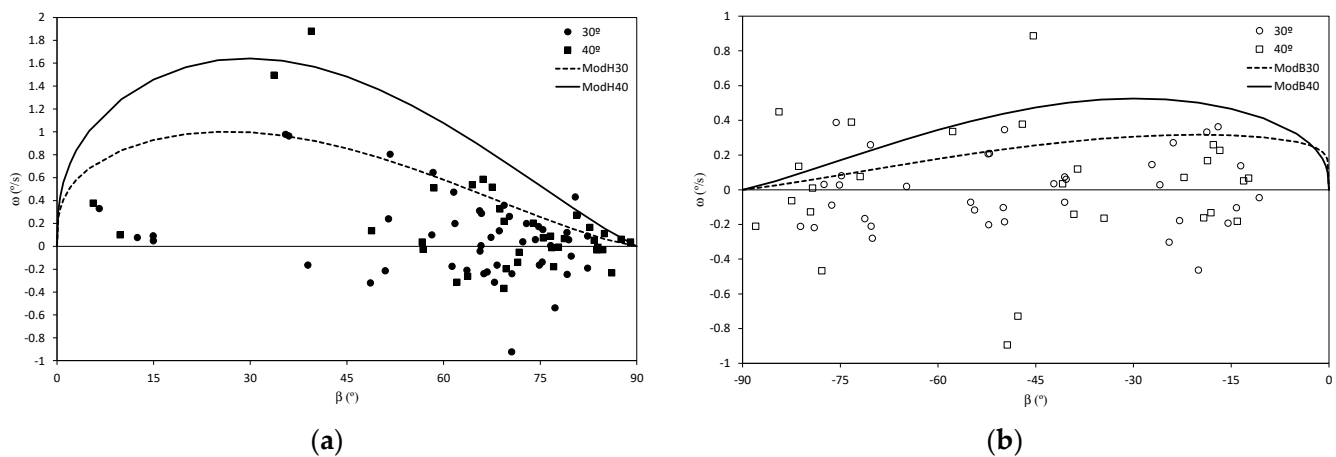 2
1.8
1.6
1.4
1.2
1
0.8
0.6
0.4
0.2
0
-0.2
-0.4
-0.6
-0.8
-1
ω (°/s)
0 15 30 45 60 75 90
β (º)
30º
40º
ModH30
ModH40
(a)
1
0.8
0.6
0.4
0.2
0
-0.2
-0.4
-0.6
-0.8
-1
ω (°/s)
-90 -75 -60 -45 -30 -15 0
β (º)
30º
40º
ModB30
ModB40
(b)